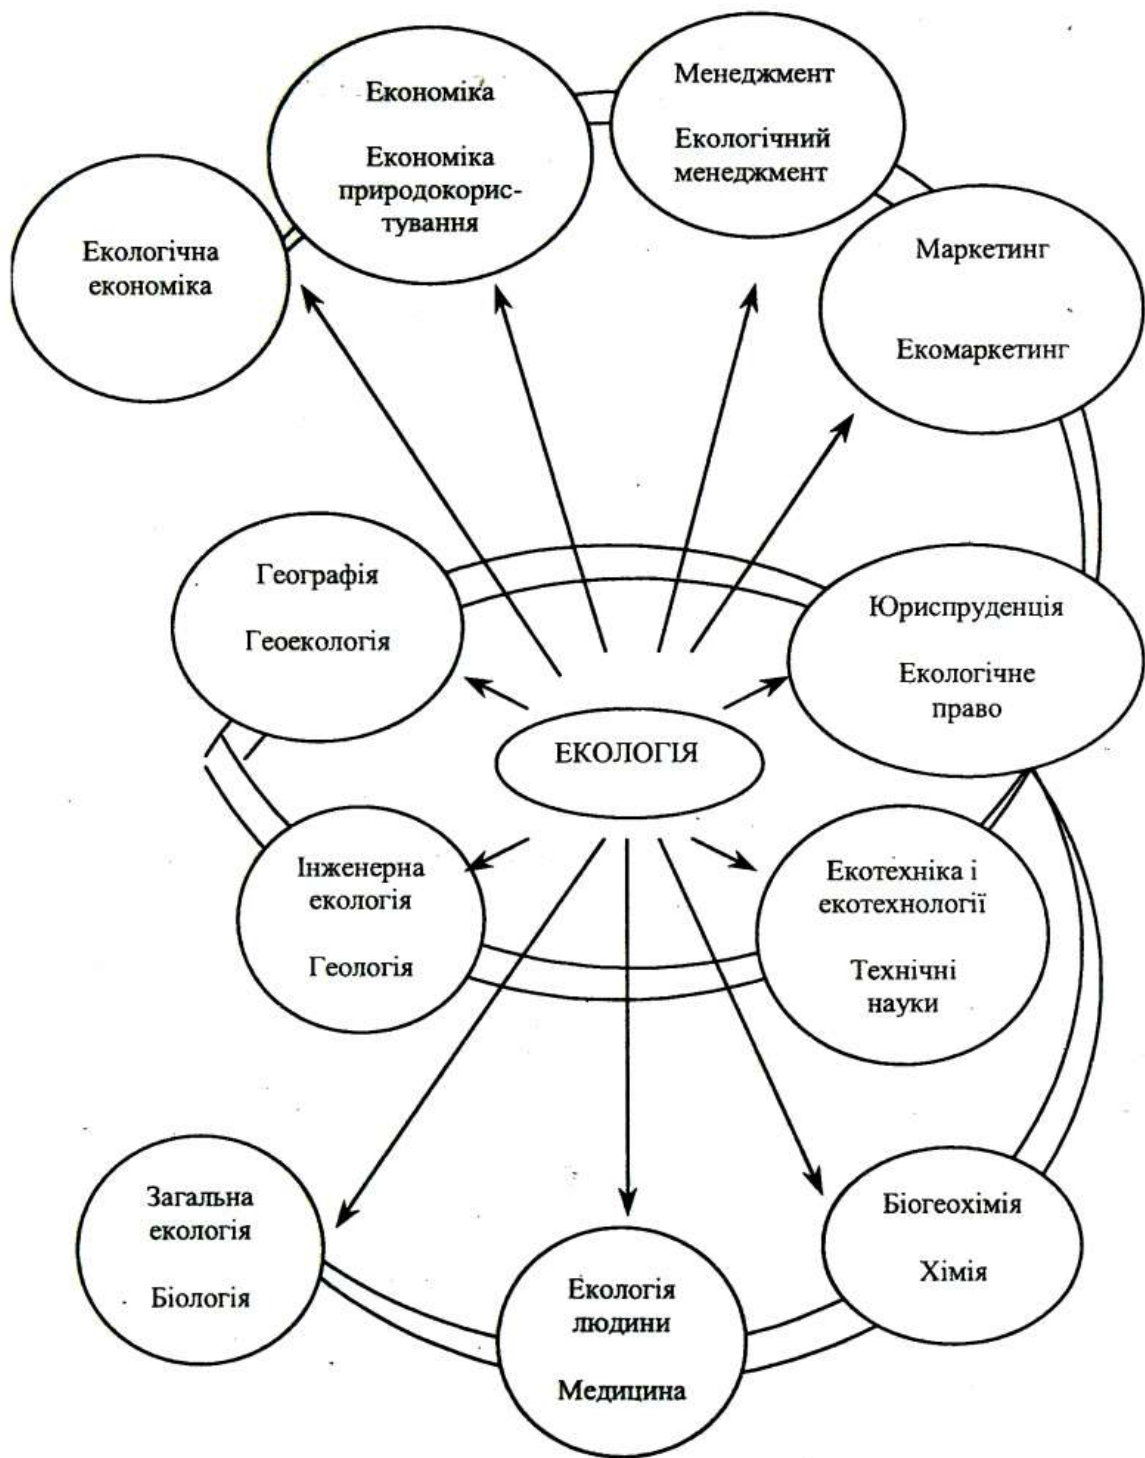 Менеджмент
Екологічний
менеджмент
Економіка
Економіка
природокорис-
тування
Екологічна
економіка
Маркетинг
Екомаркетинг
Географія
Геоекологія
Юриспруденція
Екологічне
право
ЕКОЛОГІЯ
Інженерна
екологія
Геологія
Екотехніка і
екотехнології
Технічні
науки
Загальна
екологія
Біологія
Екологія
людини
Медицина
Біогеохімія
Хімія